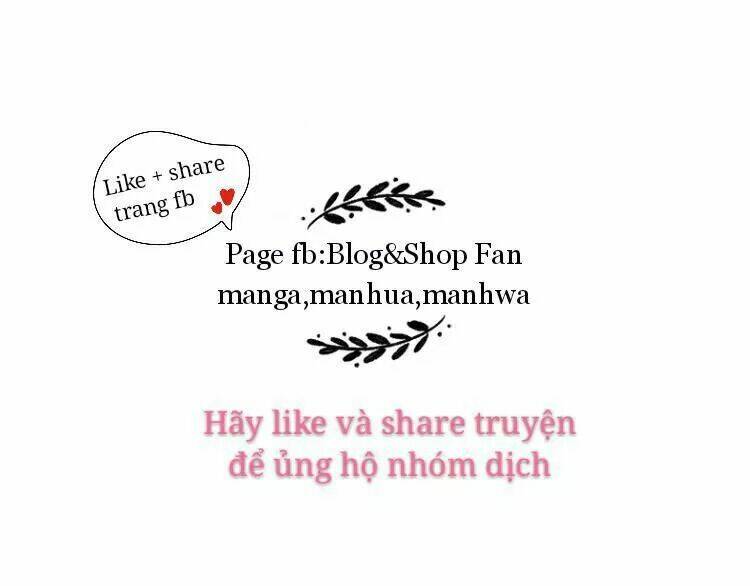 Like + share
trang fb
Page fb:Blog&Shop Fan
manga,manhua,manhwa
Hãy like và share truyện
để ủng hộ nhóm dịch